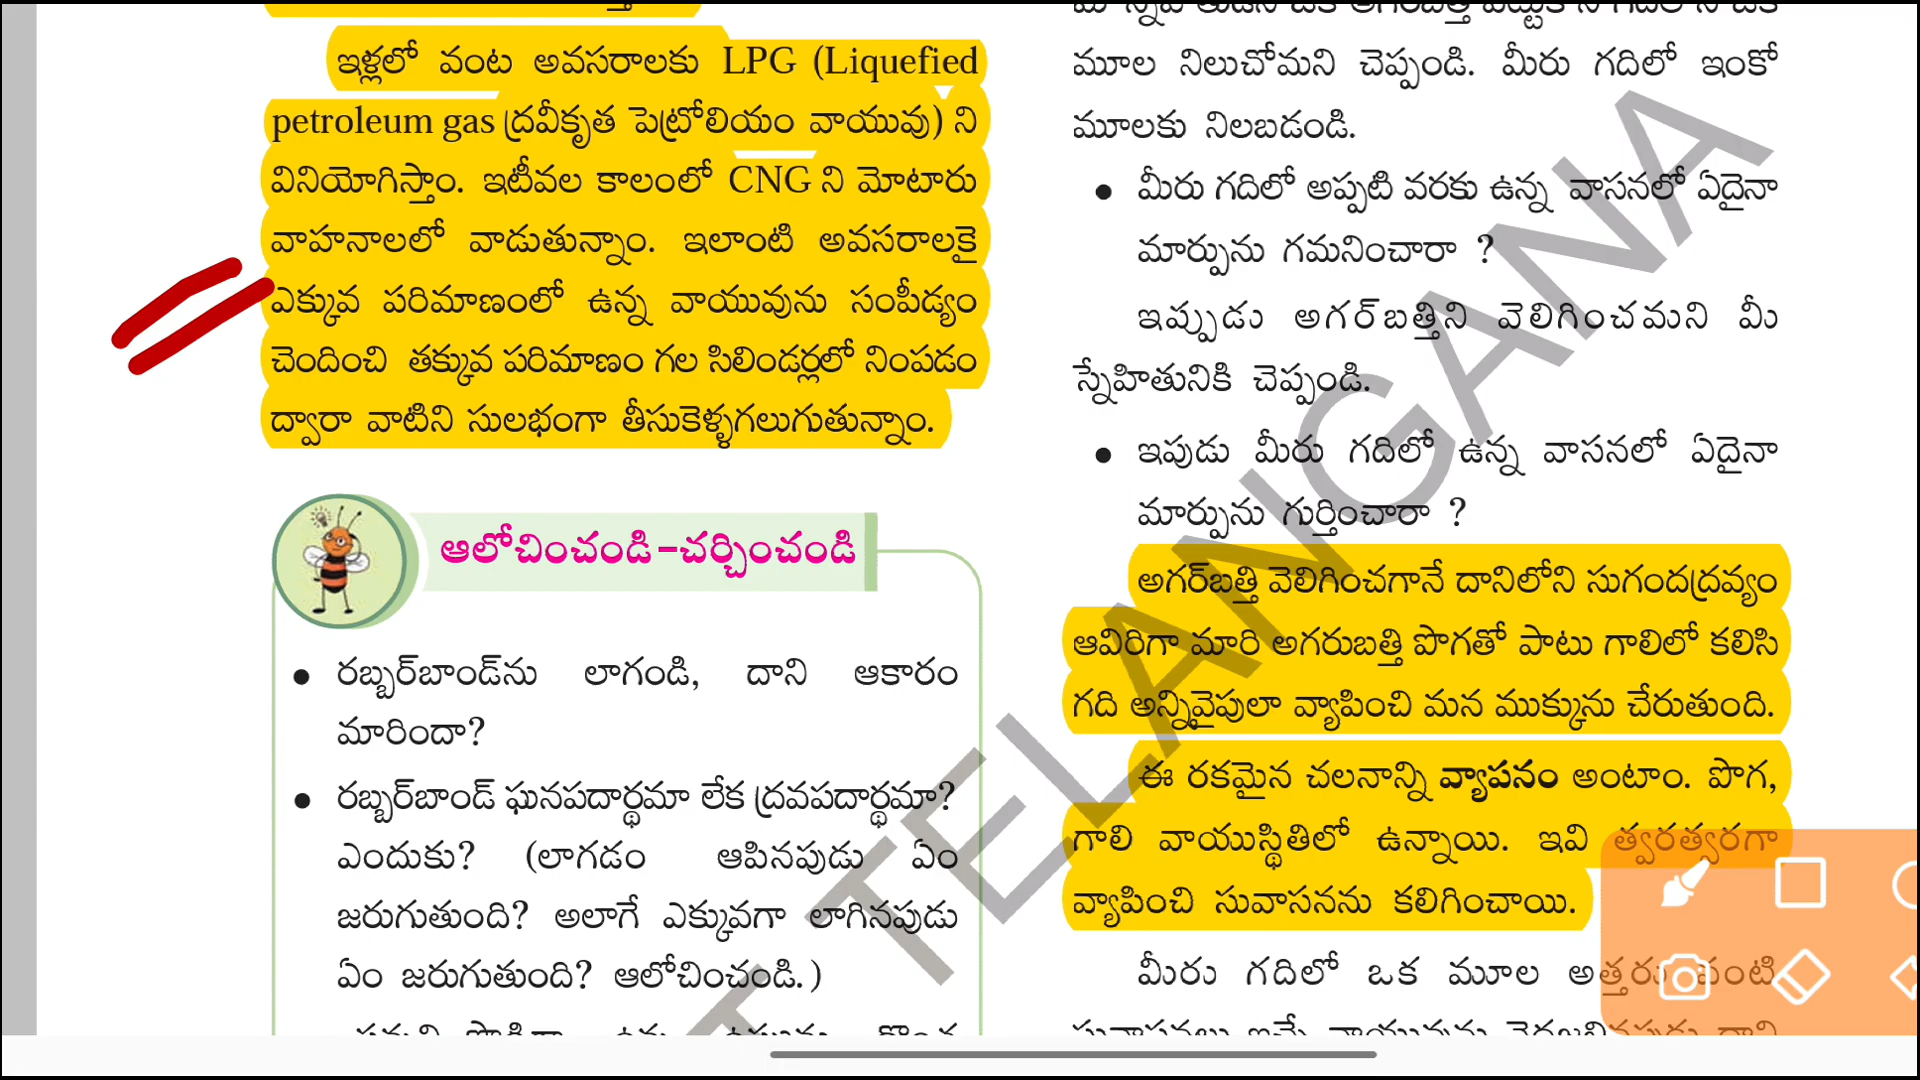 ఇళ్లలో వంట అవసరాలకు LPG (Liquefied
petroleum gas ద్రవీకృత పెట్రోలియం వాయువు) ని
వినియోగిస్తాం. ఇటీవల కాలంలో CNG ని మోటారు
వాహనాలలో వాడుతున్నాం. ఇలాంటి అవసరాలకై
ఎక్కువ పరిమాణంలో ఉన్న వాయువును సంపీడ్యం
చెందించి తక్కువ పరిమాణం గల సిలిండర్లలో నింపడం
ద్వారా వాటిని సులభంగా తీసుకెళ్ళగలుగుతున్నాం.
ఆలోచించండి-చర్చించండి
• రబ్బర్‌బాండ్‌ను లాగండి, దాని ఆకారం
మారిందా?
• రబ్బర్‌బాండ్ ఘనపదార్థమా లేక ద్రవపదార్థమా?
ఎందుకు? (లాగడం ఆపినపుడు ఏం
జరుగుతుంది? అలాగే ఎక్కువగా లాగినపుడు
ఏం జరుగుతుంది? ఆలోచించండి.)
మూల నిలుచోమని చెప్పండి. మీరు గదిలో ఇంకో
మూలకు నిలబడండి.
• మీరు గదిలో అప్పటి వరకు ఉన్న వాసనలో ఏదైనా
మార్పును గమనించారా ?
ఇప్పుడు అగర్‌బత్తిని వెలిగించమని మీ
స్నేహితునికి చెప్పండి.
• ఇపుడు మీరు గదిలో ఉన్న వాసనలో ఏదైనా
మార్పును గుర్తించారా ?
అగర్‌బత్తి వెలిగించగానే దానిలోని సుగందద్రవ్యం
ఆవిరిగా మారి అగరుబత్తి పొగతో పాటు గాలిలో కలిసి
గది అన్నివైపులా వ్యాపించి మన ముక్కును చేరుతుంది.
ఈ రకమైన చలనాన్ని వ్యాపనం అంటాం. పొగ,
గాలి వాయుస్థితిలో ఉన్నాయి. ఇవి త్వరత్వరగా
వ్యాపించి సువాసనను కలిగించాయి.
మీరు గదిలో ఒక మూల అత్తరు వంటి
TELANGANA